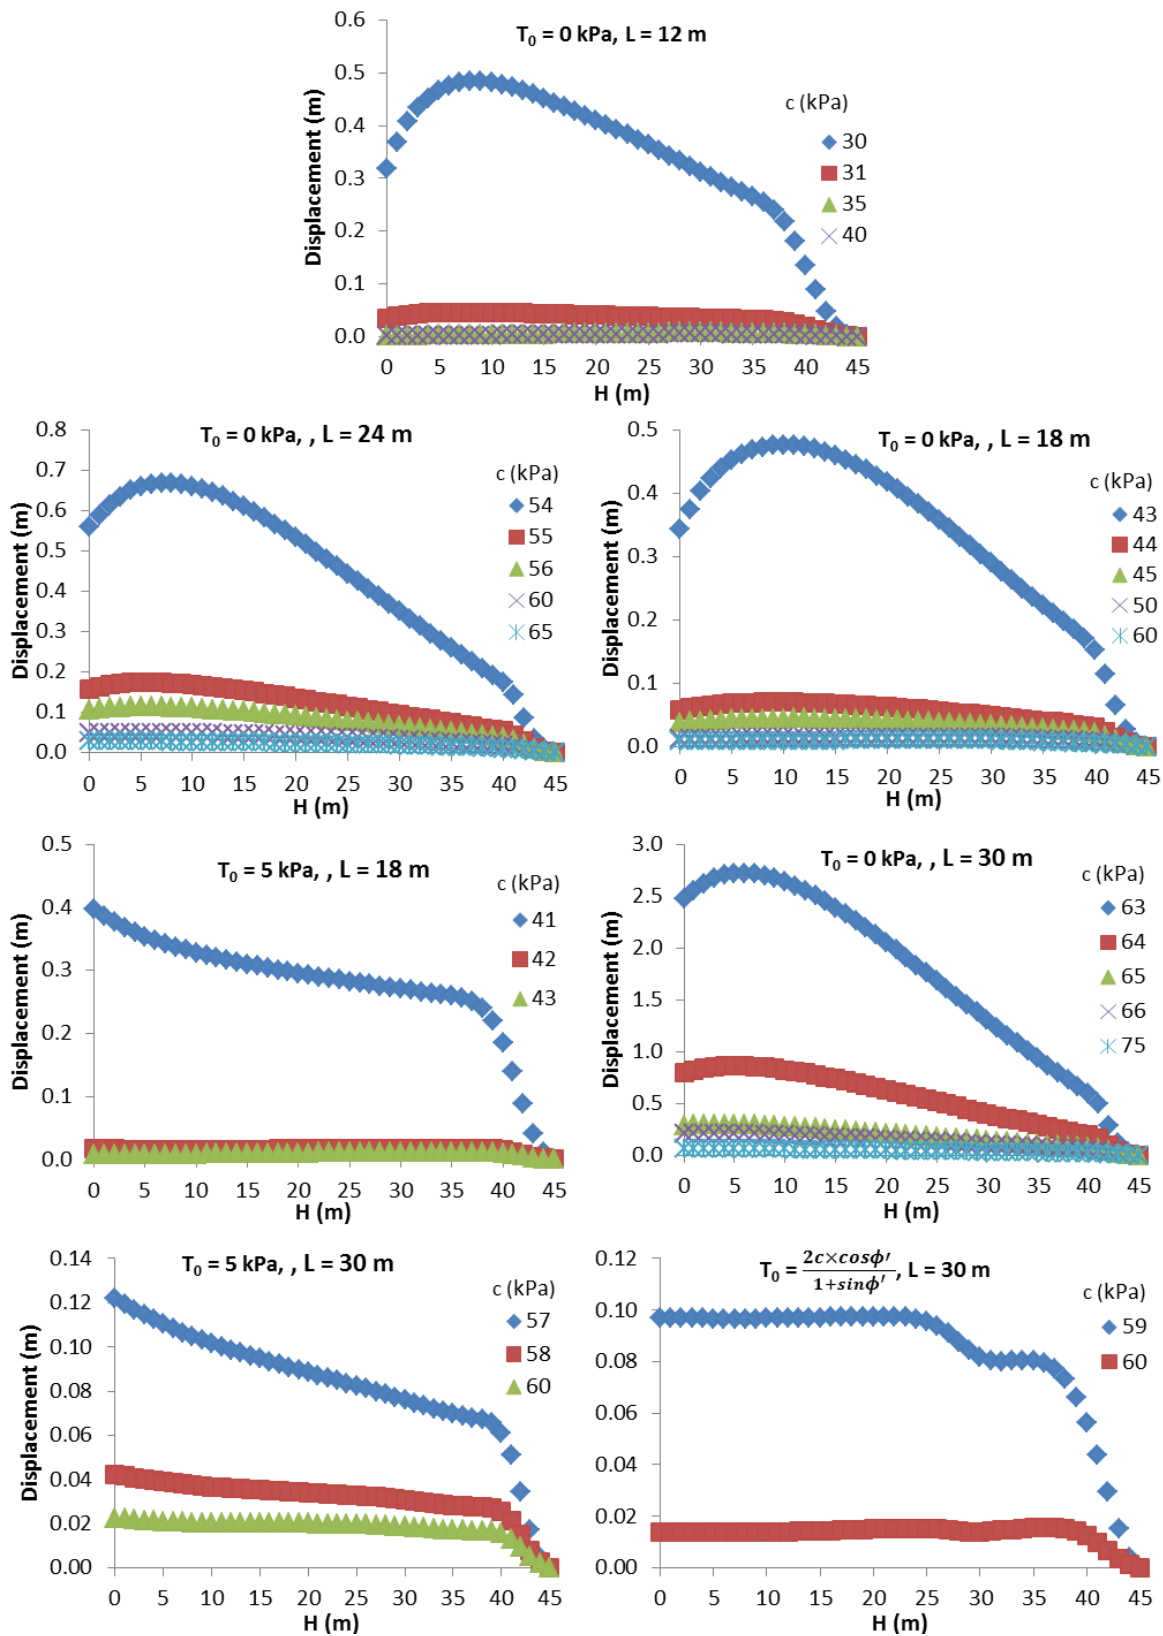 T0 = 0 kPa, L = 12 m
Displacement (m)
0.6
0.5
0.4
0.3
0.2
0.1
0.0
c (kPa)
30
31
35
40
0 5 10 15 20 25 30 35 40 45
H (m)
T0 = 0 kPa, , L = 24 m
Displacement (m)
0.8
0.7
0.6
0.5
0.4
0.3
0.2
0.1
0.0
c (kPa)
54
55
56
60
65
0 5 10 15 20 25 30 35 40 45
H (m)
T0 = 0 kPa, , L = 18 m
Displacement (m)
0.5
0.4
0.3
0.2
0.1
0.0
c (kPa)
43
44
45
50
60
0 5 10 15 20 25 30 35 40 45
H (m)
T0 = 5 kPa, , L = 18 m
Displacement (m)
0.5
0.4
0.3
0.2
0.1
0.0
c (kPa)
41
42
43
0 5 10 15 20 25 30 35 40 45
H (m)
T0 = 0 kPa, , L = 30 m
Displacement (m)
3.0
2.5
2.0
1.5
1.0
0.5
0.0
c (kPa)
63
64
65
66
75
0 5 10 15 20 25 30 35 40 45
H (m)
T0 = 5 kPa, , L = 30 m
Displacement (m)
0.14
0.12
0.10
0.08
0.06
0.04
0.02
0.00
c (kPa)
57
58
60
0 5 10 15 20 25 30 35 40 45
H (m)
T0 = 2c×cosϕ′/1+sinϕ′, L = 30 m
Displacement (m)
0.12
0.10
0.08
0.06
0.04
0.02
0.00
c (kPa)
59
60
0 5 10 15 20 25 30 35 40 45
H (m)